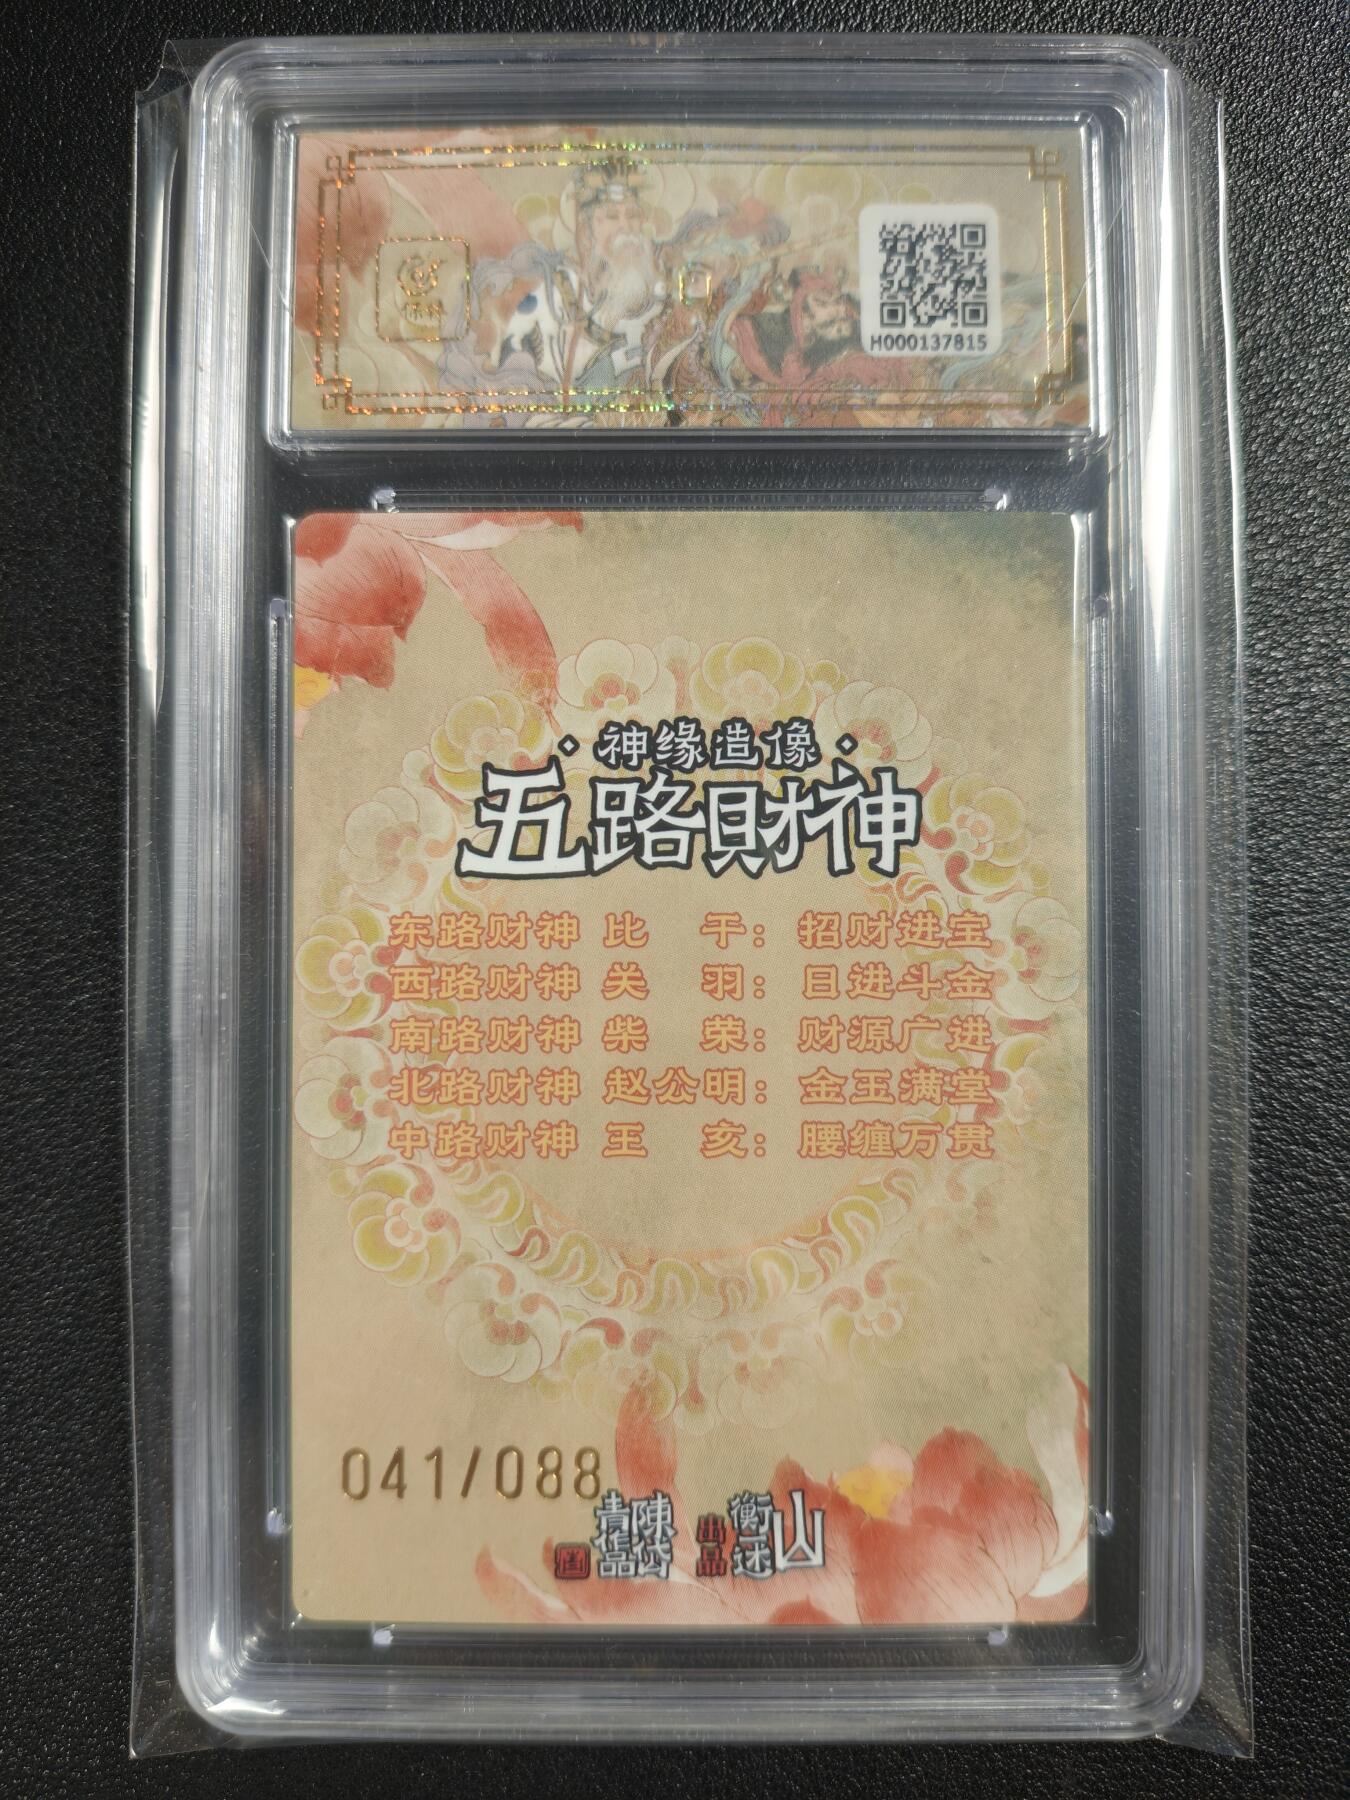 H000137815
·神缘造像·
五路财神
东路财神 比 干：招财进宝
西路财神 关 羽：日进斗金
南路财神 柴 荣：财源广进
北路财神 赵公明：金玉满堂
中路财神 王 亥：腰缠万贯
041/088
陳岱青作品
衡山迷出品